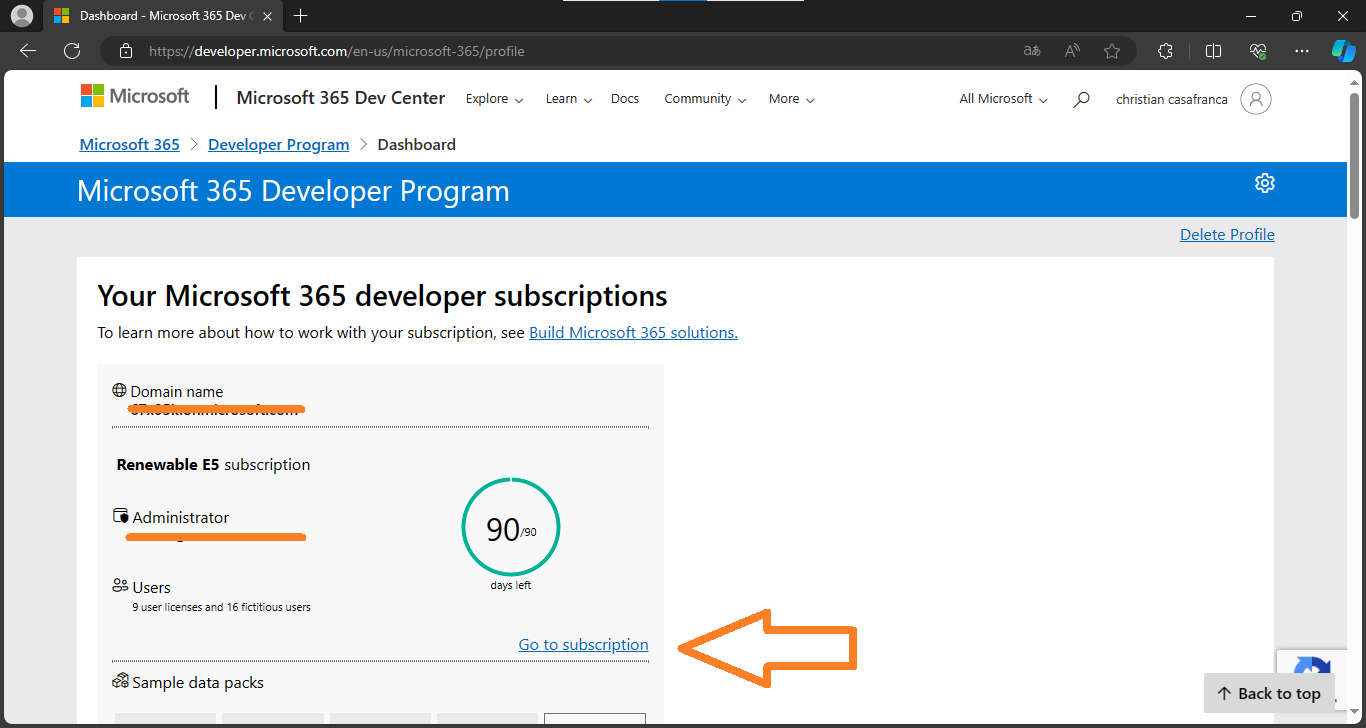 Dashboard - Microsoft 365 Dev C
https://developer.microsoft.com/en-us/microsoft-365/profile
Microsoft
Microsoft 365 Dev Center
Explore
Learn
Docs
Community
More
All Microsoft
christian casafranca
Microsoft 365 > Developer Program > Dashboard
Microsoft 365 Developer Program
Delete Profile
Your Microsoft 365 developer subscriptions
To learn more about how to work with your subscription, see Build Microsoft 365 solutions.
Domain name
Renewable E5 subscription
Administrator
90/90
days left
Users
9 user licenses and 16 fictitious users
Go to subscription
Sample data packs
Back to top